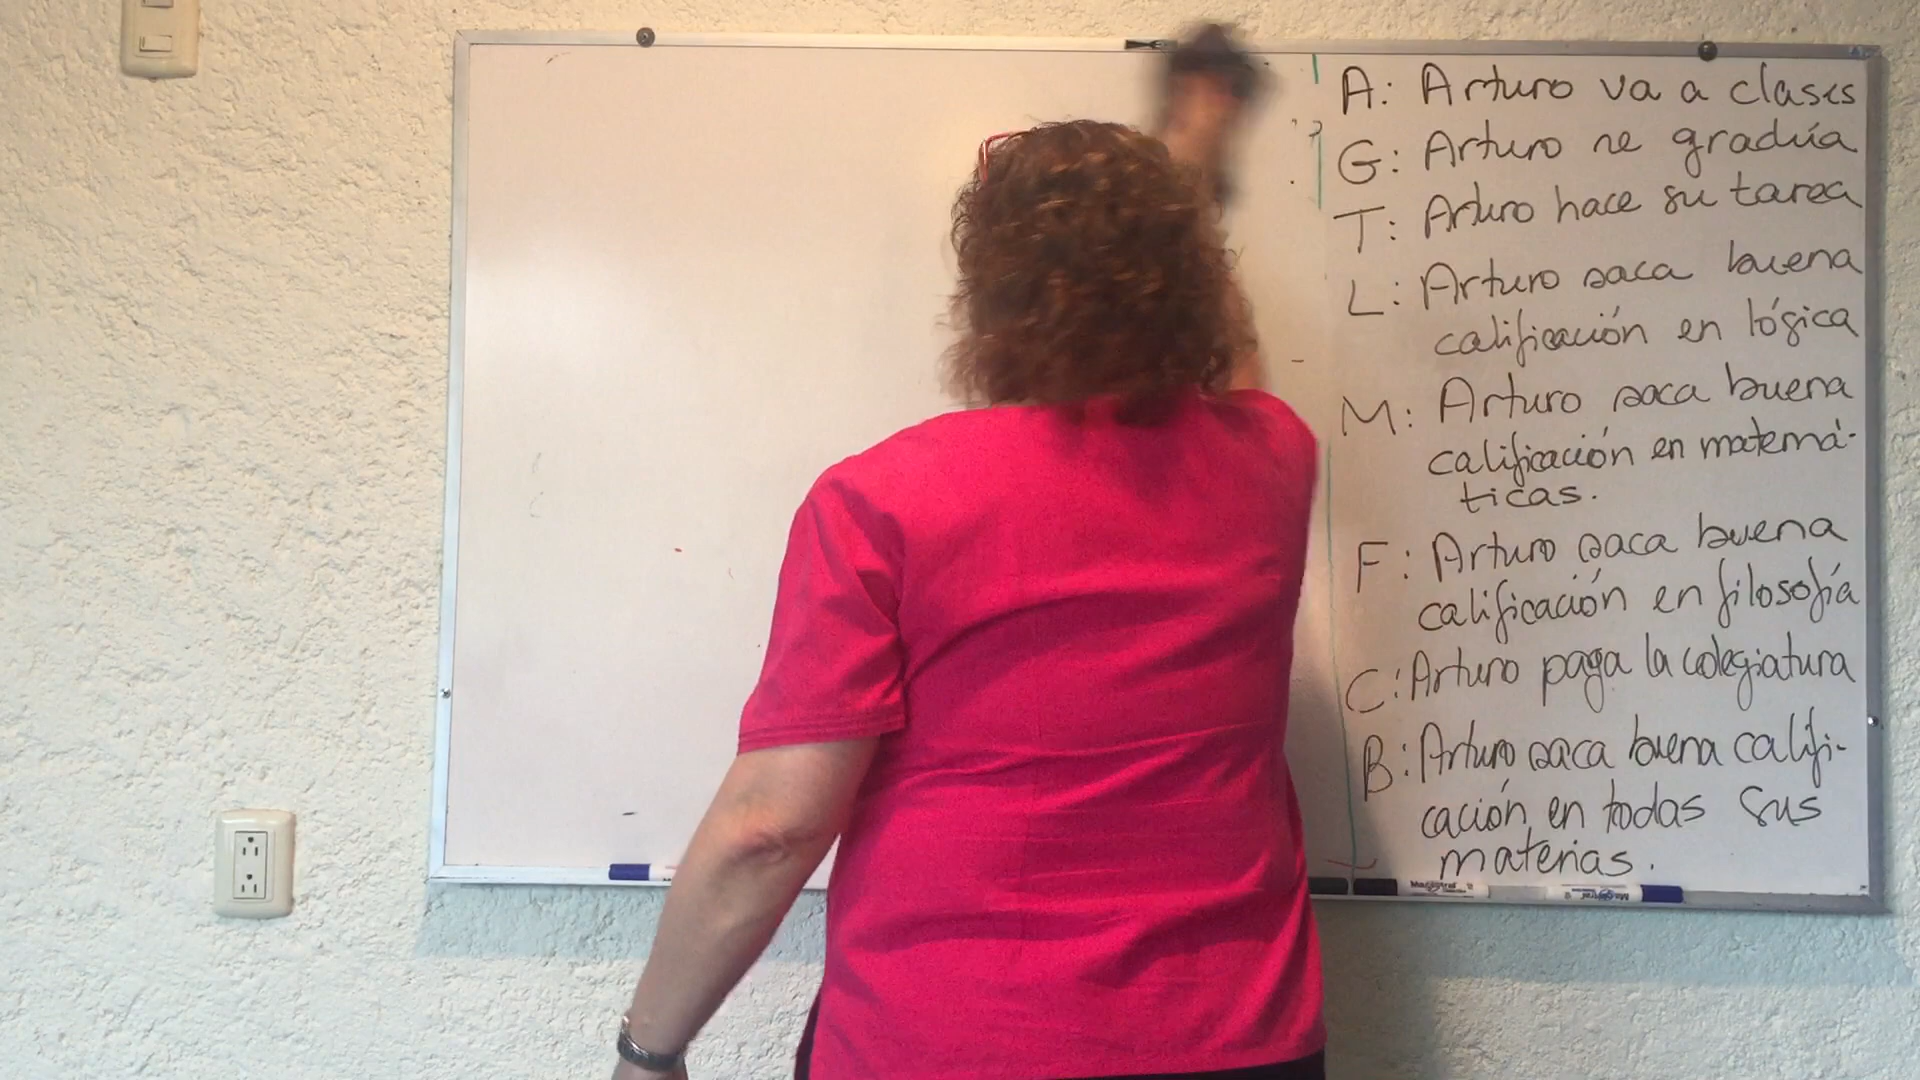 A: Arturo va a clases
G: Arturo se gradúa
T: Arturo hace su tarea
L: Arturo saca buena
calificación en lógica
M: Arturo saca buena
calificación en matemá-
ticas.
F: Arturo saca buena
calificación en filosofía
C: Arturo paga la colegiatura
B: Arturo saca buena califi-
cación en todas sus
materias.
Magistral
Magistral